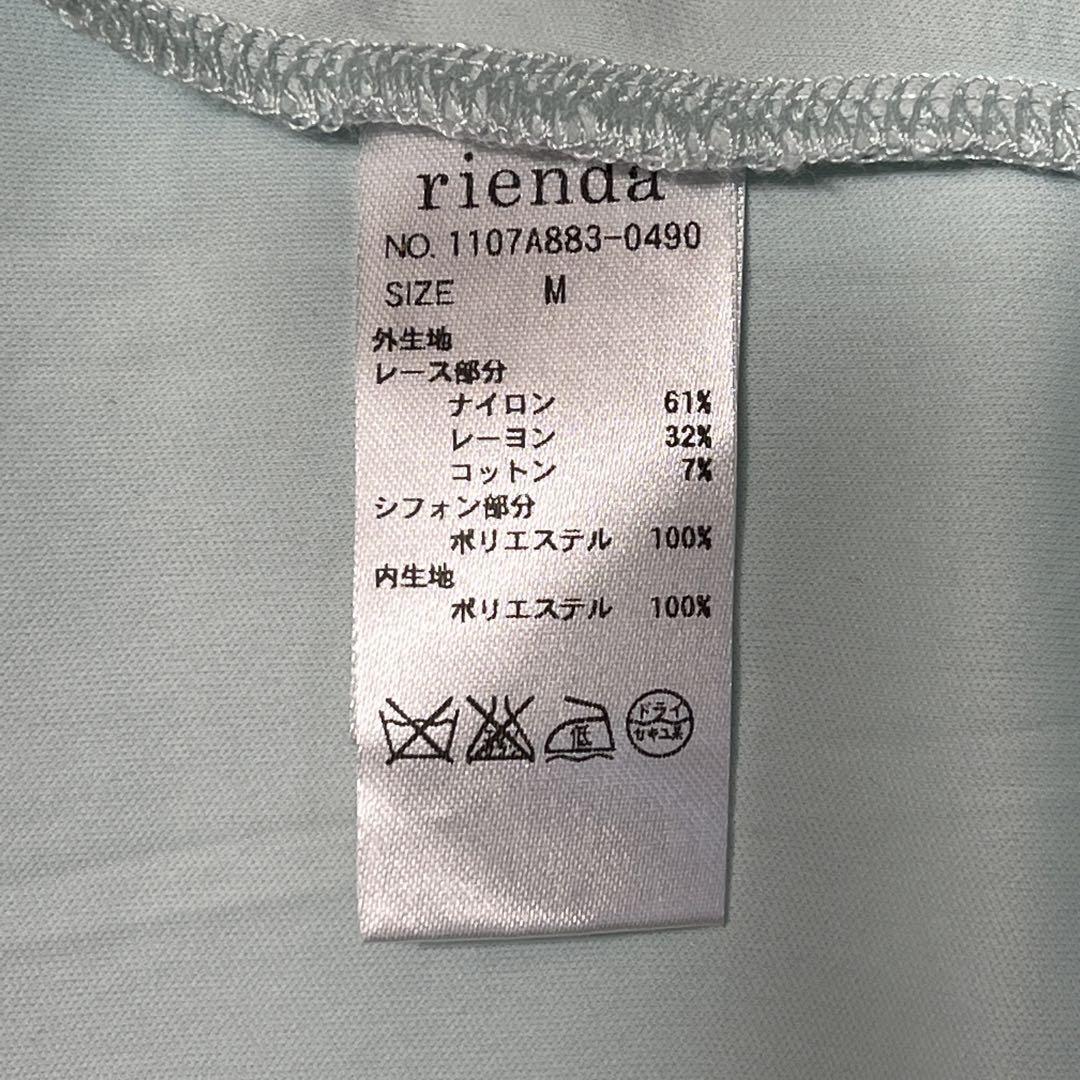 rienda
NO. 1107A883-0490
SIZE M
外生地
レース部分
ナイロン 61%
レーヨン 32%
コットン 7%
シフォン部分
ポリエステル 100%
内生地
ポリエステル 100%
低 ドライ
セキユ系